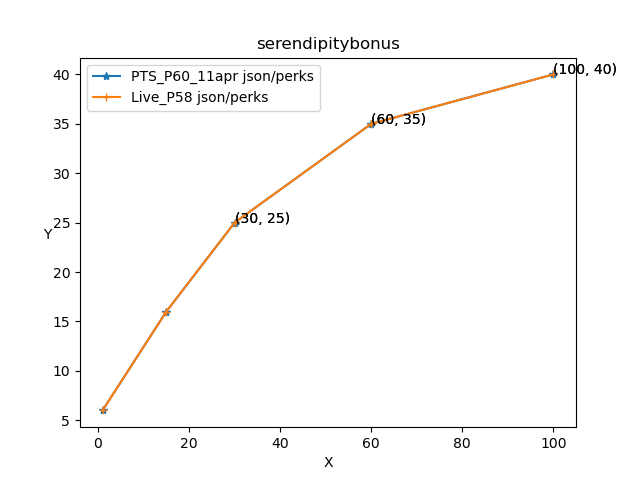 serendipitybonus
PTS_P60_11apr json/perks
Live_P58 json/perks
(100, 40)
(60, 35)
(30, 25)
40
35
30
25
20
15
10
5
Y
0 20 40 60 80 100
X